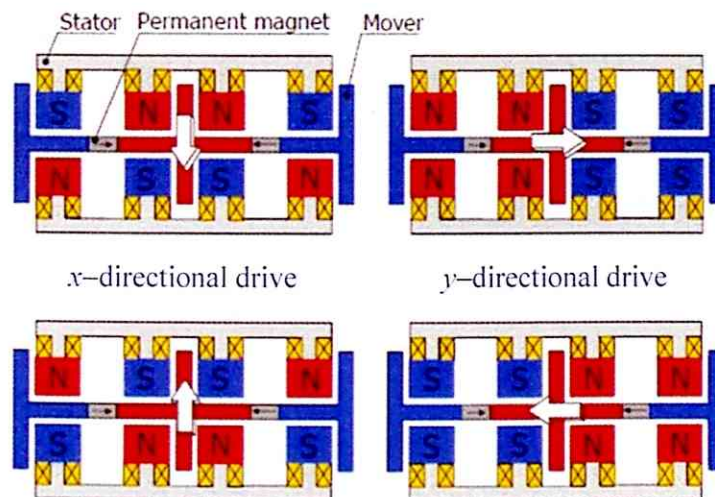 Stator Permanent magnet Mover
S N N S N N S S
N S S N N N S S
x–directional drive y–directional drive
N S S N S S N N
S N N S S S N N